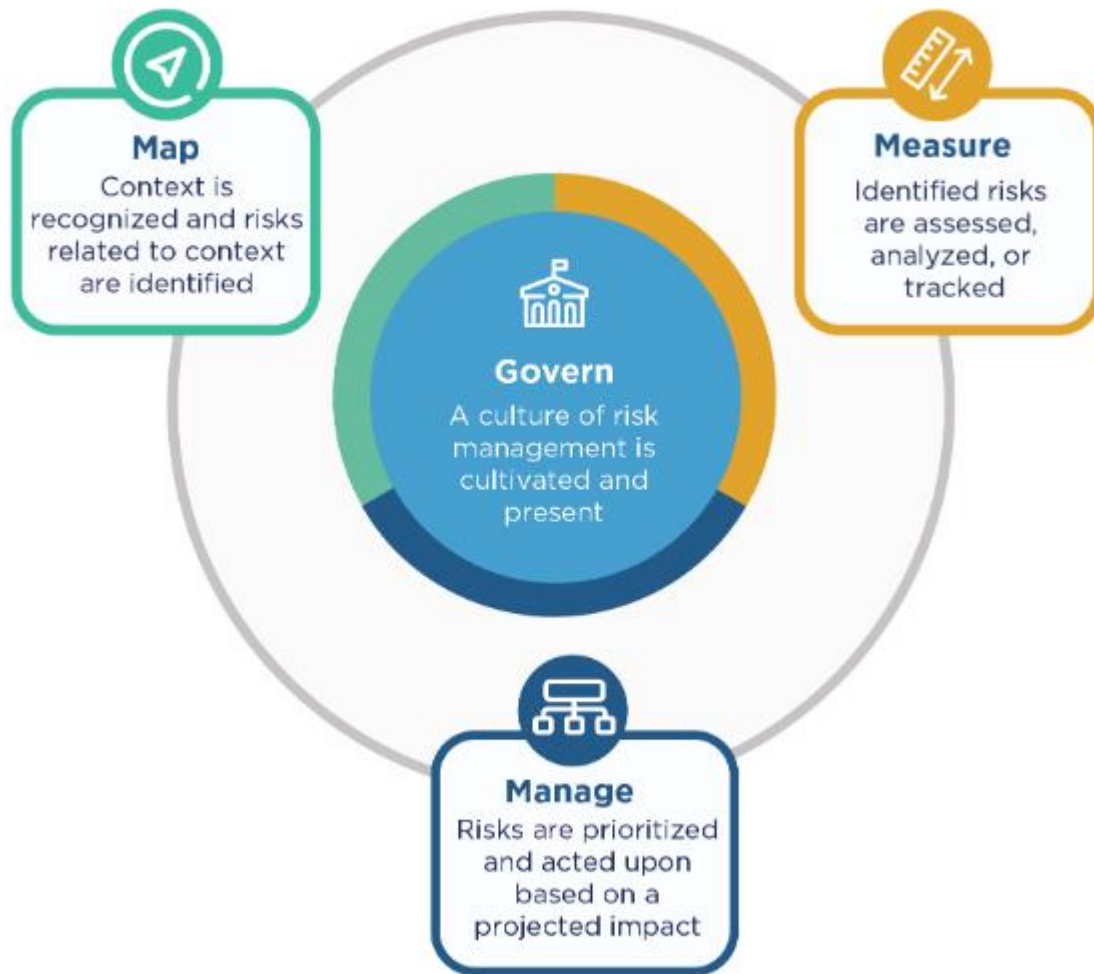 Map
Context is
recognized and risks
related to context
are identified
Measure
Identified risks
are assessed,
analyzed, or
tracked
Govern
A culture of risk
management is
cultivated and
present
Manage
Risks are prioritized
and acted upon
based on a
projected impact